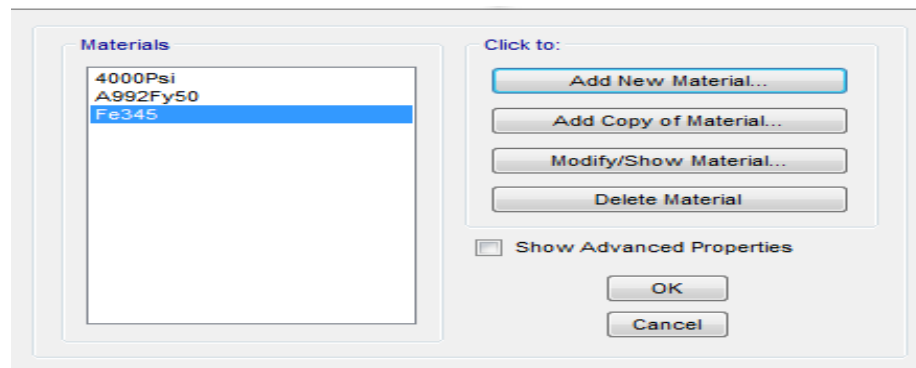 Materials
4000Psi
A992Fy50
Fe345
Click to:
Add New Material...
Add Copy of Material...
Modify/Show Material...
Delete Material
Show Advanced Properties
OK
Cancel